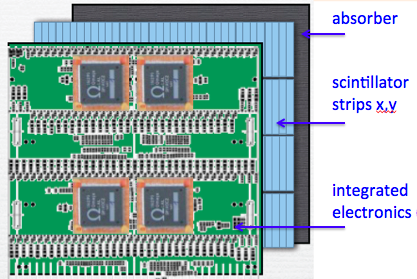 absorber
scintillator
strips x,y
integrated
electronics